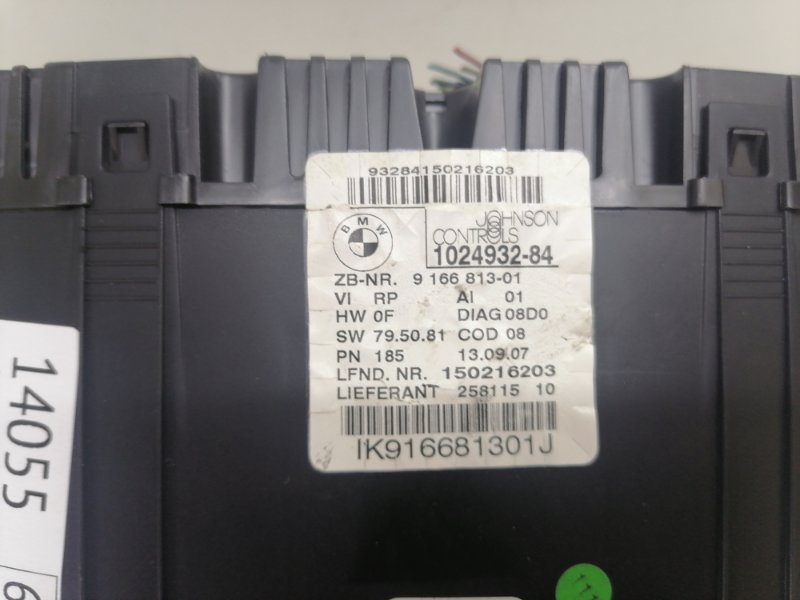 93284150216203
BMW
JOHNSON
CONTROLS
1024932-84
ZB-NR. 9 166 813-01
VI RP AI 01
HW 0F DIAG 08D0
SW 79.50.81 COD 08
PN 185 13.09.07
LFND. NR. 150216203
LIEFERANT 258115 10
IK916681301J
14055
6
111